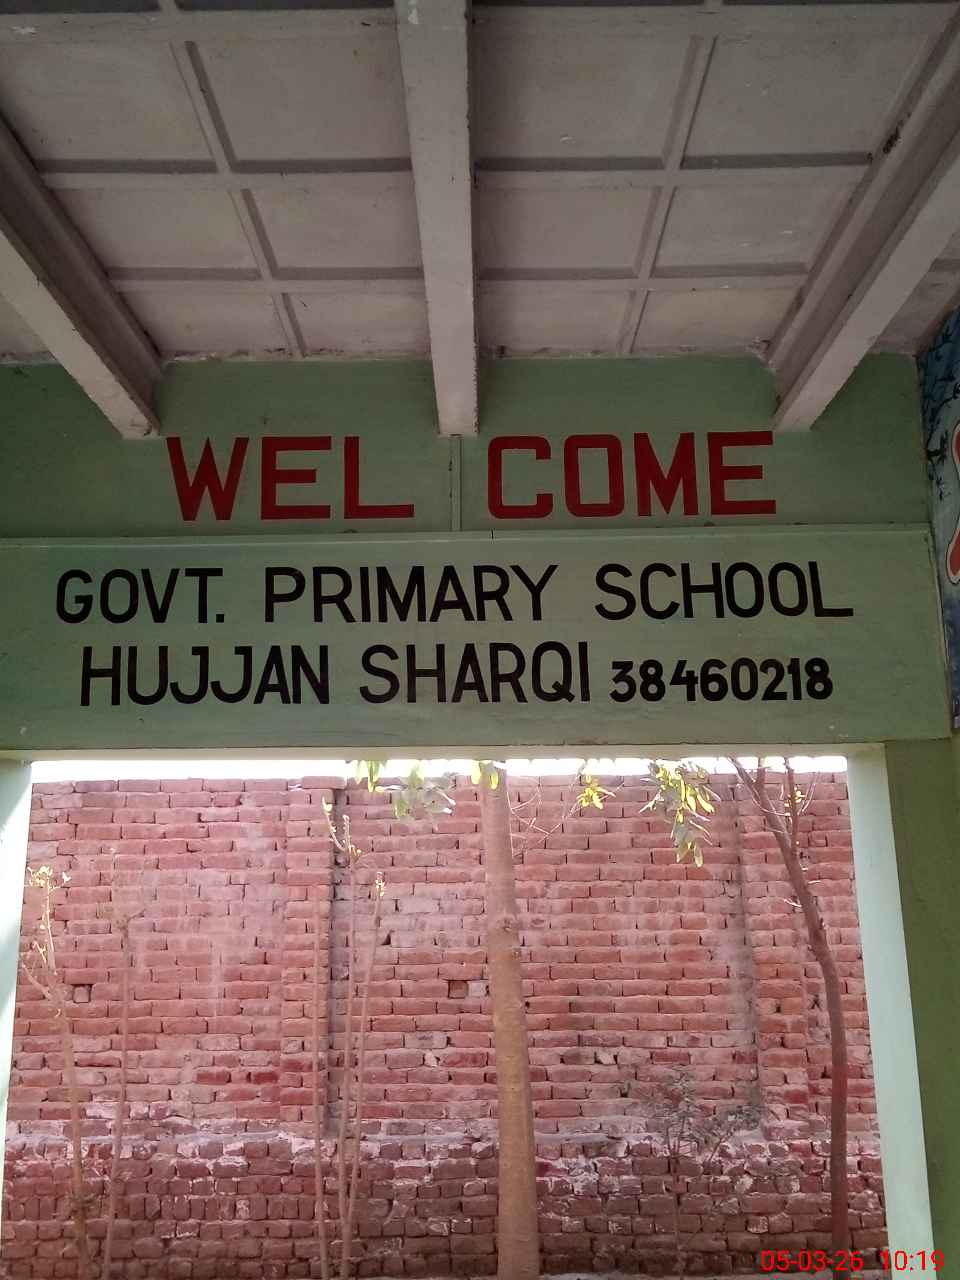 WEL COME
GOVT. PRIMARY SCHOOL
HUJJAN SHARQI 38460218
05-03-26 10:19